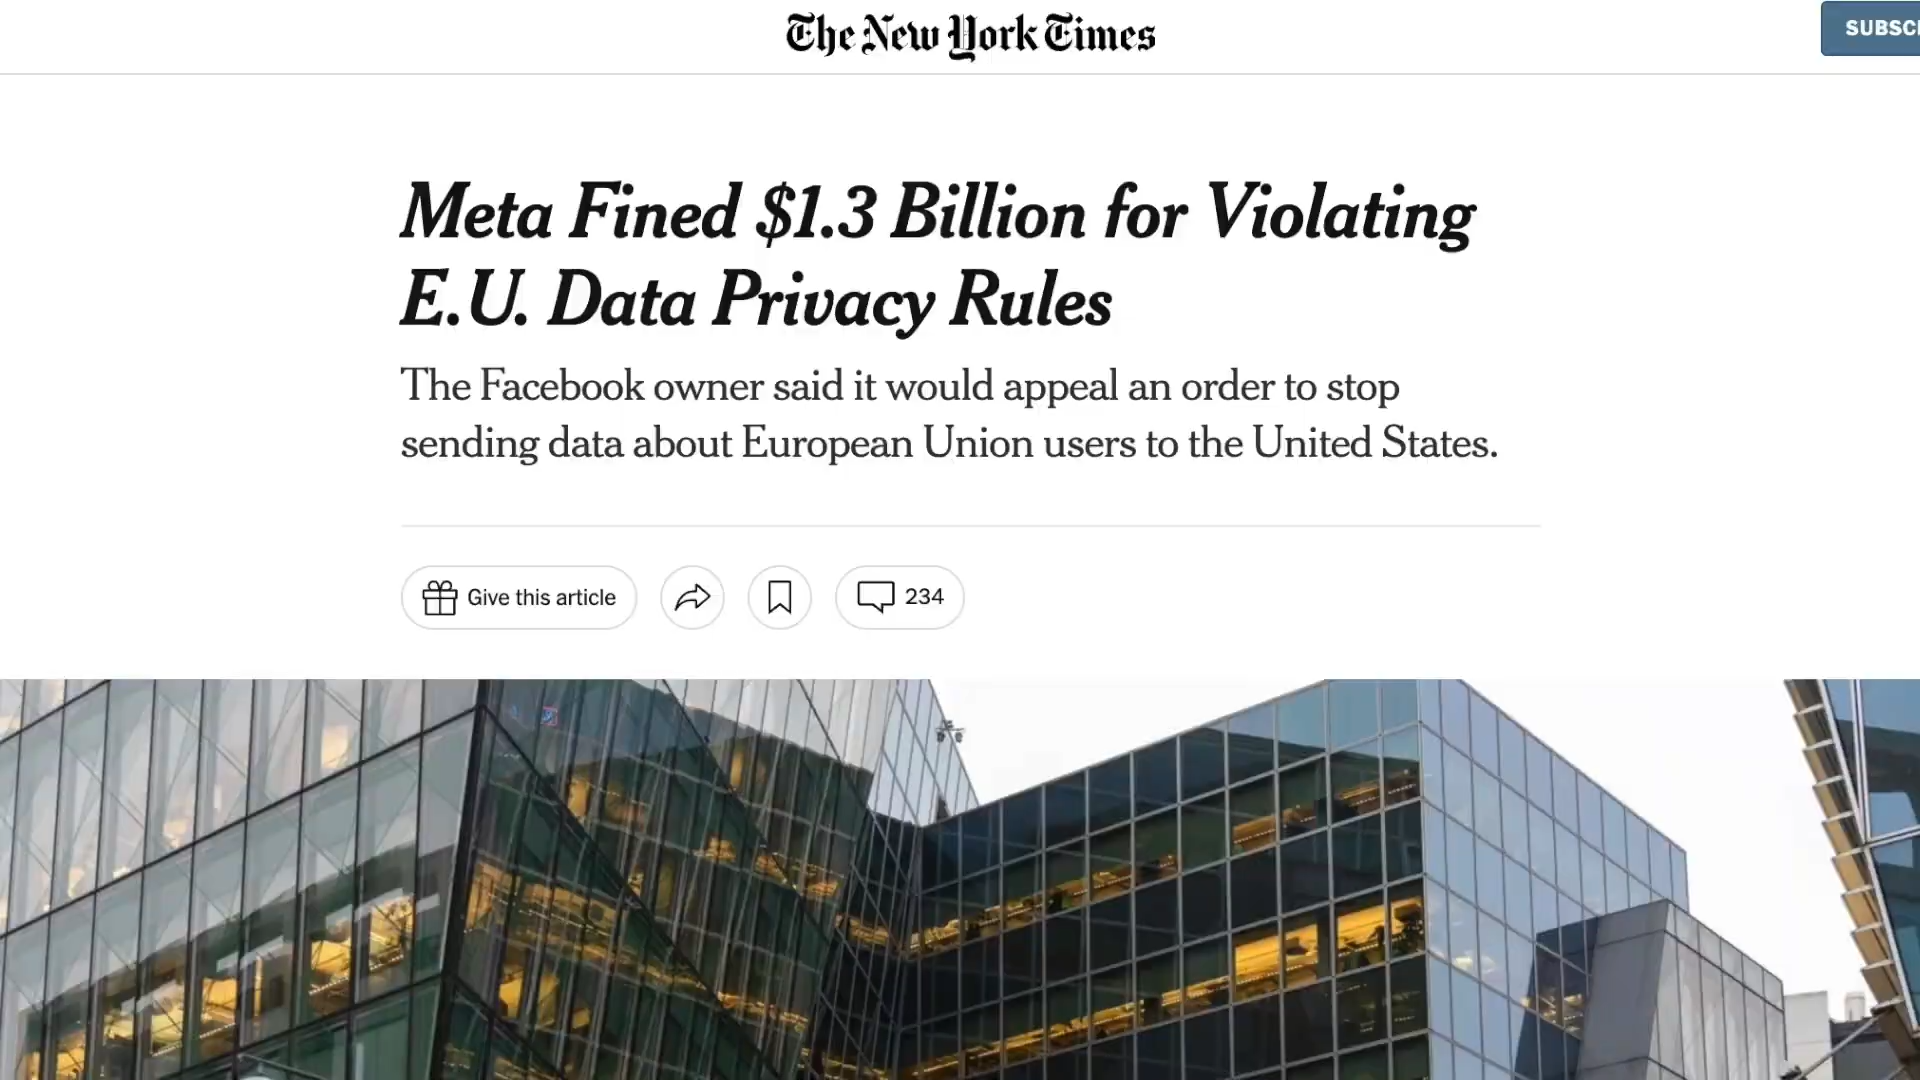 The New York Times
SUBSC
Meta Fined $1.3 Billion for Violating
E.U. Data Privacy Rules
The Facebook owner said it would appeal an order to stop
sending data about European Union users to the United States.
Give this article
234